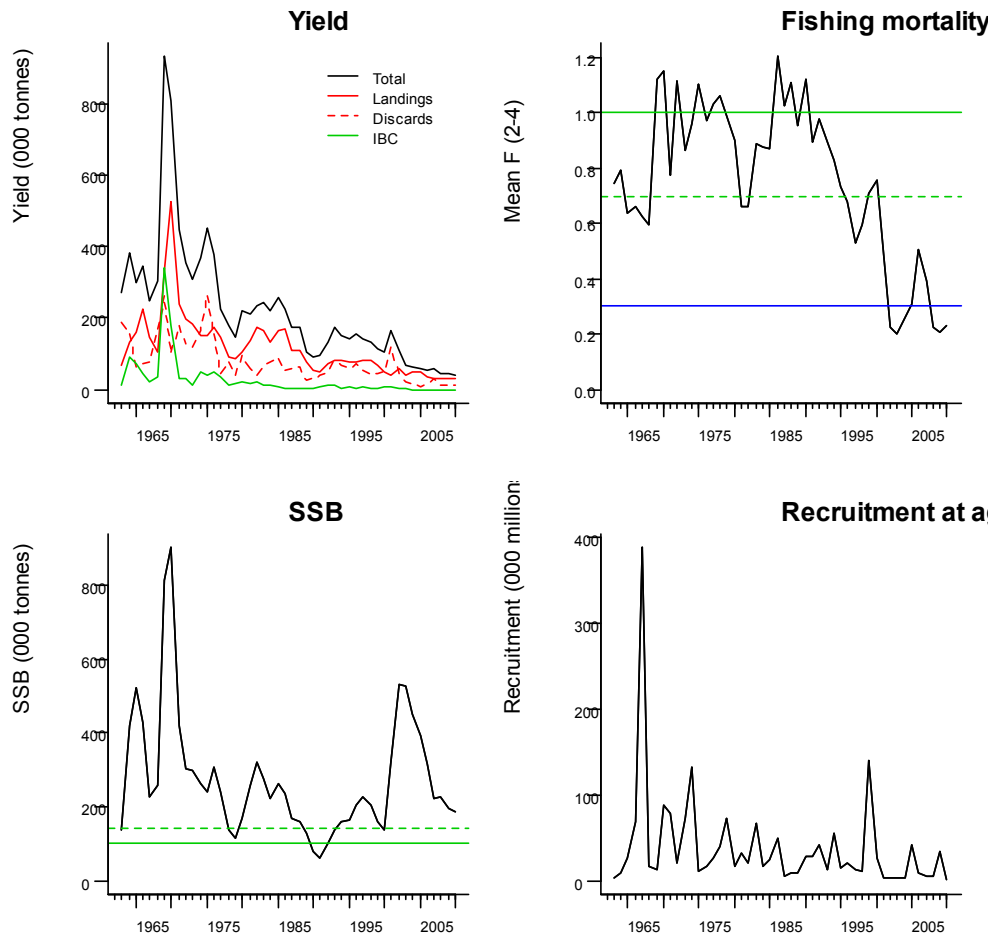 Yield
Yield (000 tonnes)
800
600
400
200
0
Total
Landings
Discards
IBC
1965 1975 1985 1995 2005
Fishing mortality
Mean F (2-4)
1.2
1.0
0.8
0.6
0.4
0.2
0.0
1965 1975 1985 1995 2005
SSB
SSB (000 tonnes)
800
600
400
200
0
1965 1975 1985 1995 2005
Recruitment at ag
Recruitment (000 millions
400
300
200
100
0
1965 1975 1985 1995 2005